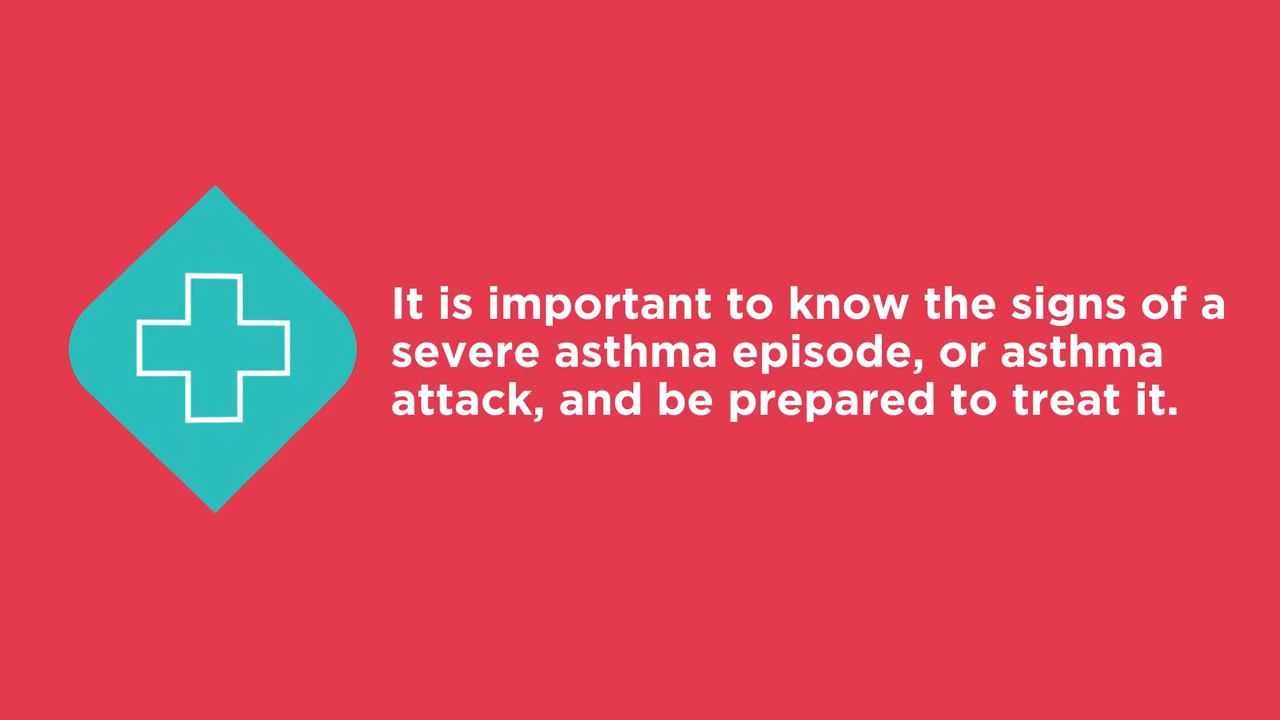 It is important to know the signs of a
severe asthma episode, or asthma
attack, and be prepared to treat it.